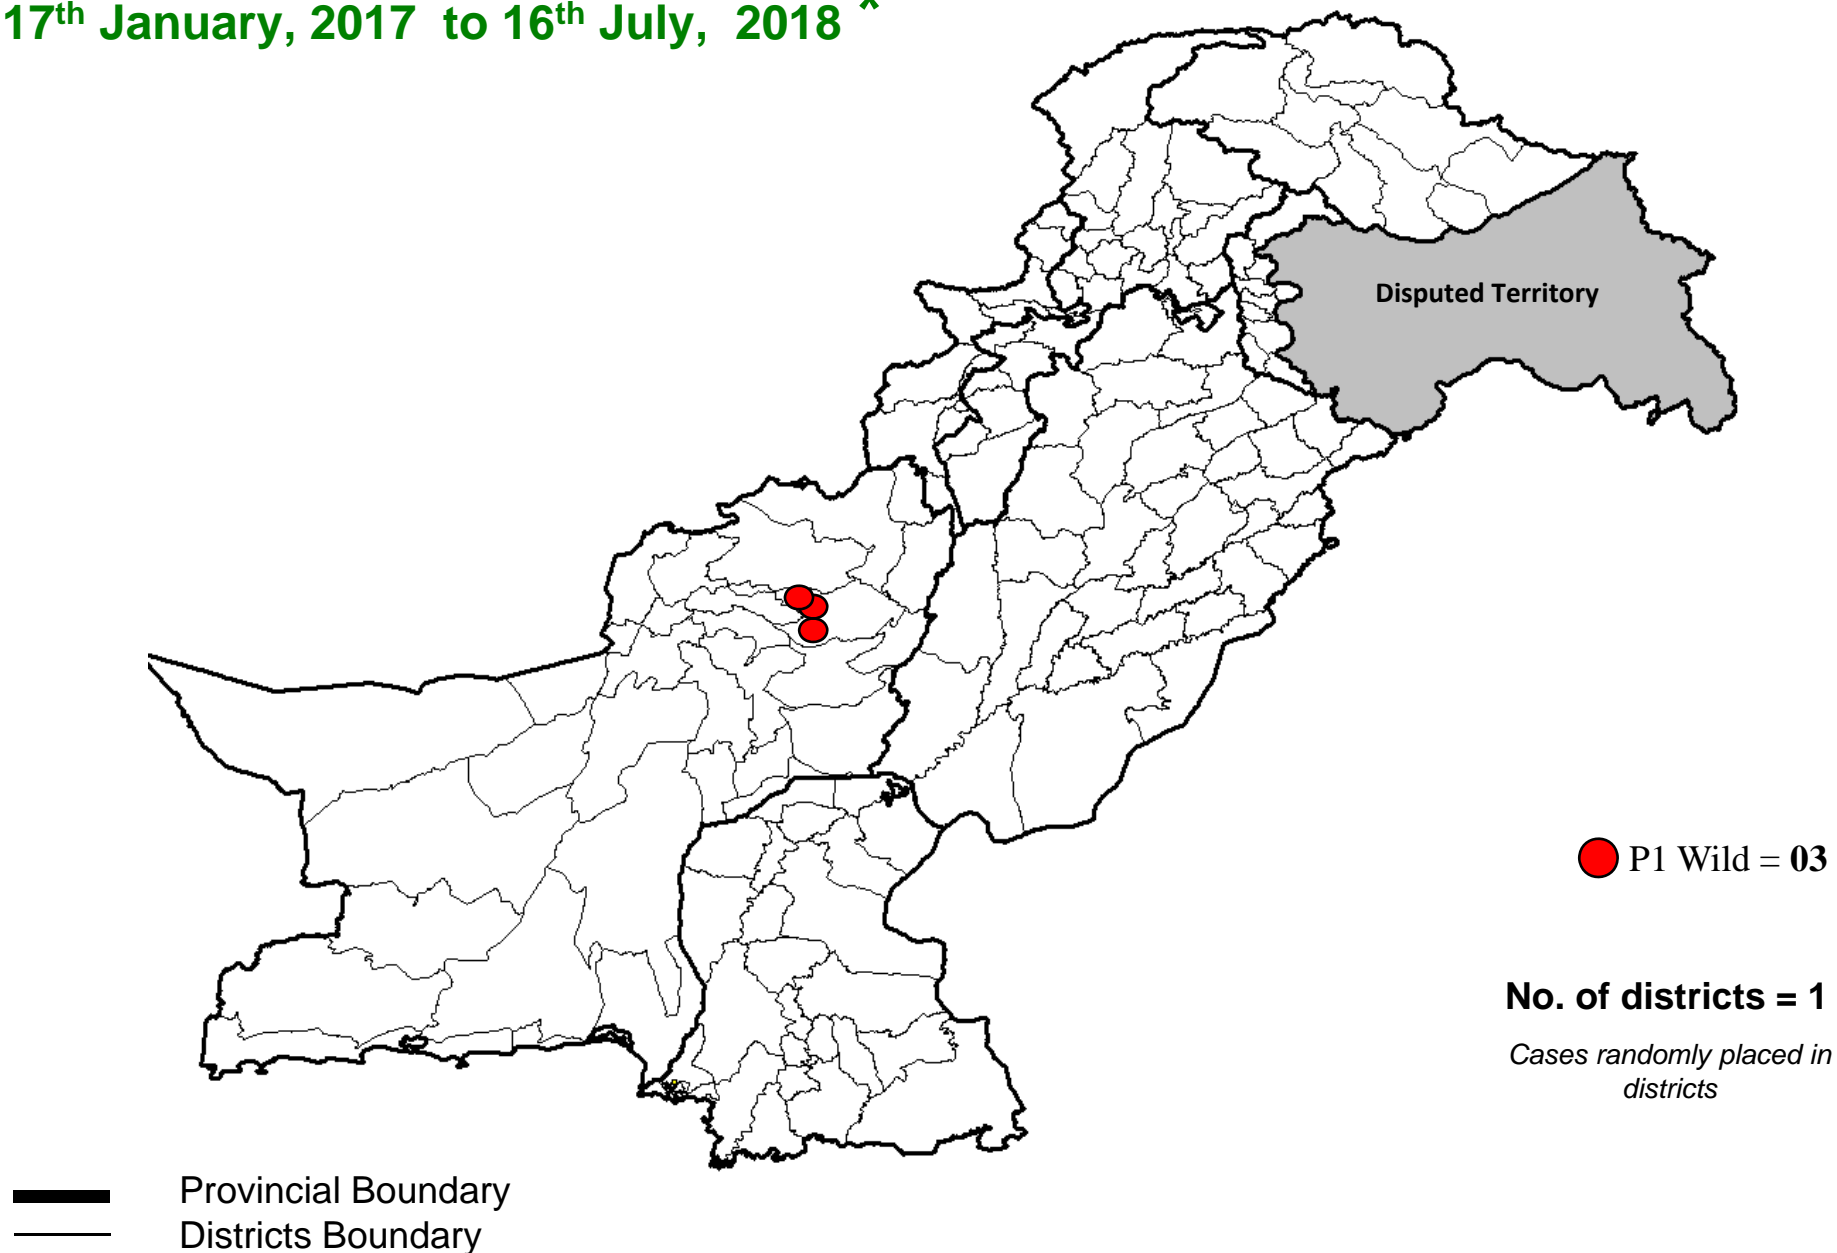 17th January, 2017 to 16th July, 2018 *
Disputed Territory
P1 Wild = 03
No. of districts = 1
Cases randomly placed in
districts
Provincial Boundary
Districts Boundary